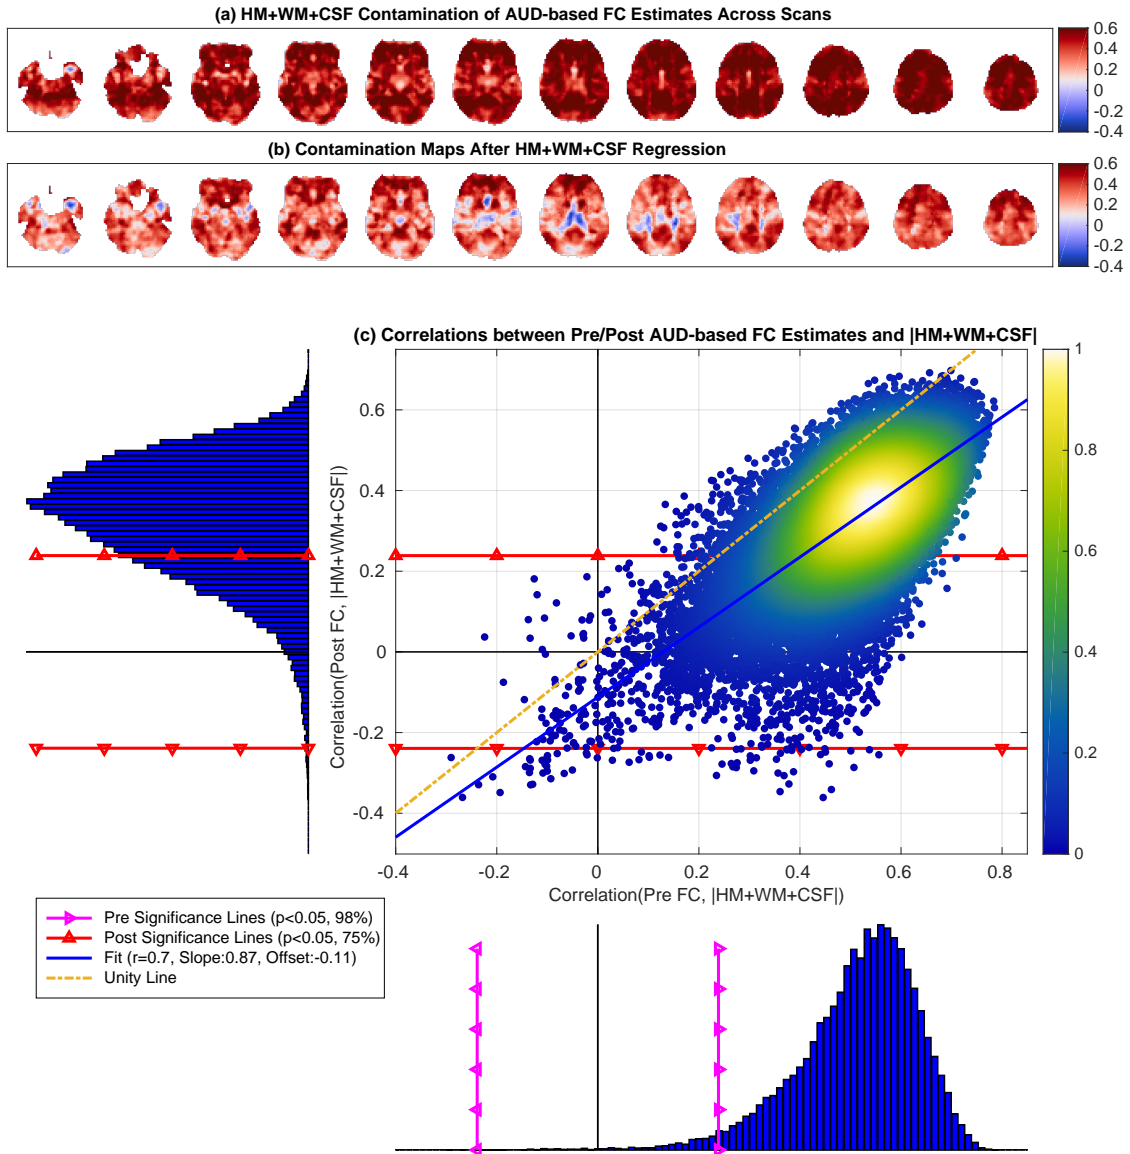 (a) HM+WM+CSF Contamination of AUD-based FC Estimates Across Scans
0.6
0.4
0.2
0
-0.2
-0.4
(b) Contamination Maps After HM+WM+CSF Regression
0.6
0.4
0.2
0
-0.2
-0.4
(c) Correlations between Pre/Post AUD-based FC Estimates and |HM+WM+CSF|
Correlation(Post FC, |HM+WM+CSF|)
0.6
0.4
0.2
0
-0.2
-0.4
1
0.8
0.6
0.4
0.2
0
-0.4 -0.2 0 0.2 0.4 0.6 0.8
Correlation(Pre FC, |HM+WM+CSF|)
Pre Significance Lines (p<0.05, 98%)
Post Significance Lines (p<0.05, 75%)
Fit (r=0.7, Slope:0.87, Offset:-0.11)
Unity Line